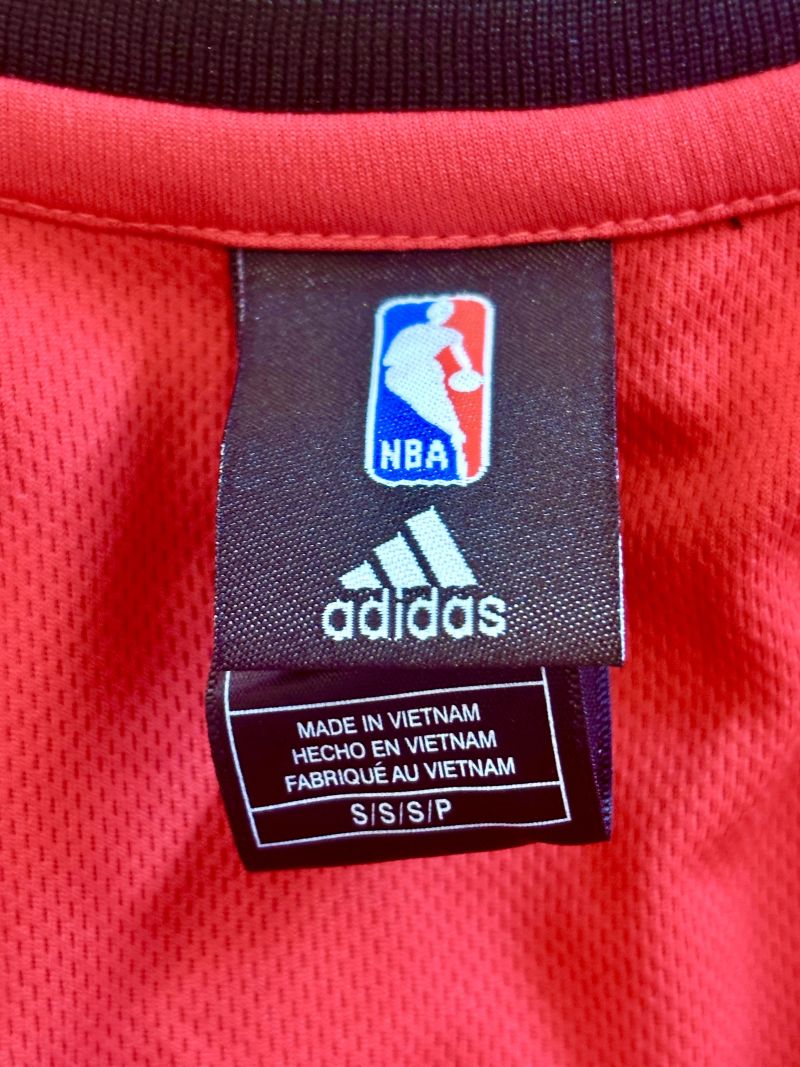 NBA
adidas
MADE IN VIETNAM
HECHO EN VIETNAM
FABRIQUÉ AU VIETNAM
S/S/S/P